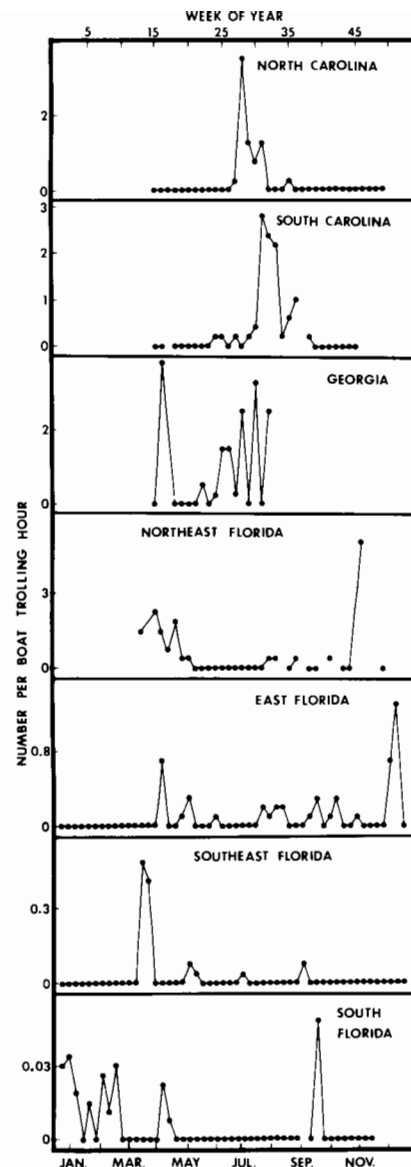 WEEK OF YEAR
5 15 25 35 45
NORTH CAROLINA
2
0
SOUTH CAROLINA
3
2
1
0
GEORGIA
2
0
NORTHEAST FLORIDA
3
0
EAST FLORIDA
0.8
0
SOUTHEAST FLORIDA
0.3
0
SOUTH
FLORIDA
0.03
0
JAN. MAR. MAY JUL. SEP. NOV.
NUMBER PER BOAT TROLLING HOUR